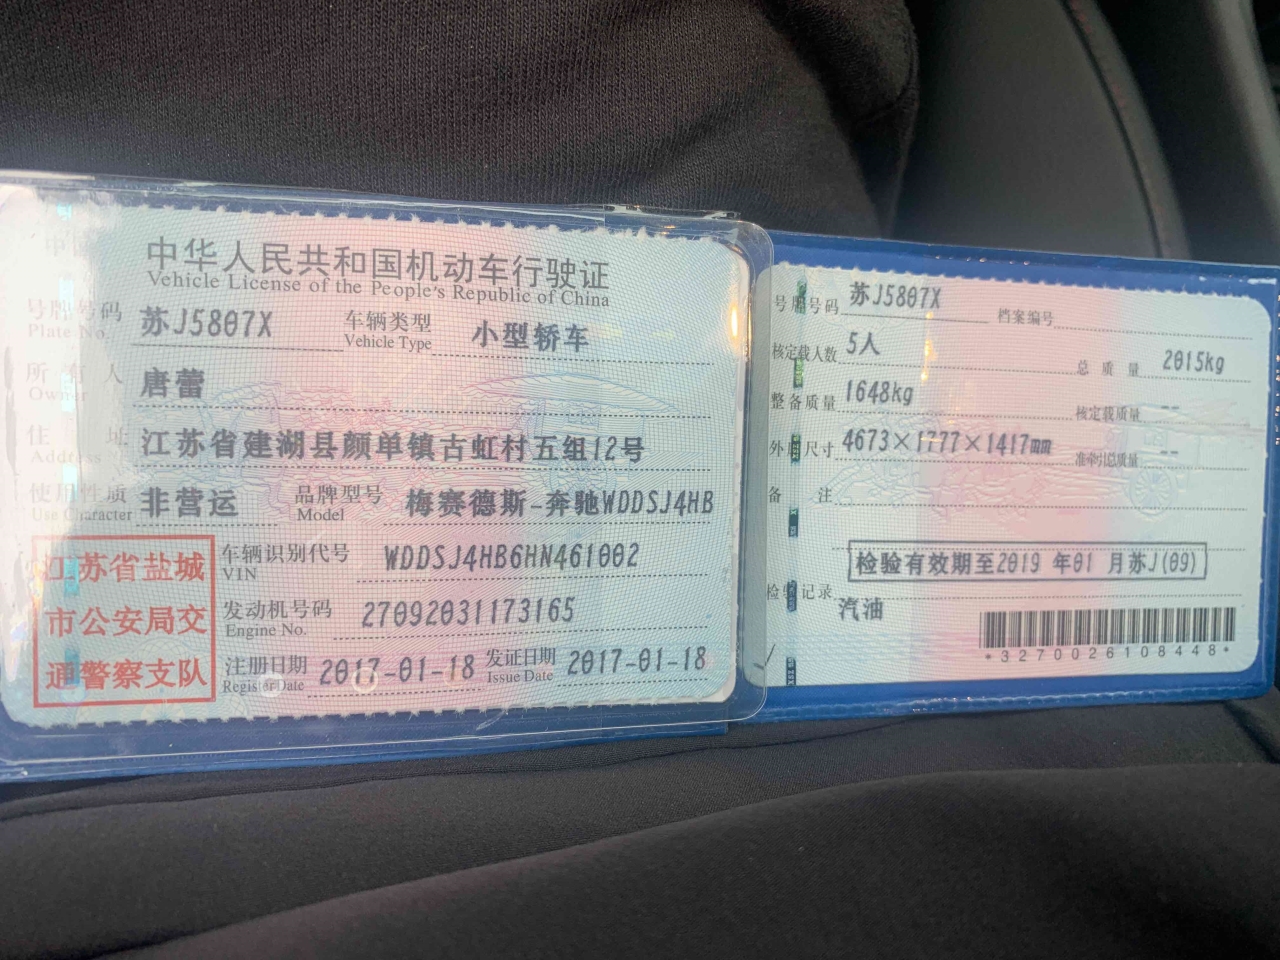 中华人民共和国机动车行驶证
Vehicle License of the People's Republic of China
号牌号码 苏J5807X 车辆类型 小型轿车
Plate No. Vehicle Type
所有人 唐蕾
Owner
住址 江苏省建湖县颜单镇古虹村五组12号
Address
使用性质 非营运 品牌型号 梅赛德斯-奔驰WDDSJ4HB
Use Character Model
江苏省盐城
市公安局交
通警察支队
车辆识别代号 WDDSJ4HB6HN461002
VIN
发动机号码 27092031173165
Engine No.
注册日期 2017-01-18 发证日期 2017-01-18
Register Date Issue Date
号牌号码 苏J5807X 档案编号
核定载人数 5人 总质量 2015kg
整备质量 1648kg 核定载质量 --
外廓尺寸 4673×1777×1417mm 准牵引总质量 --
备注
检验有效期至2019 年01 月苏J(09)
检验记录
汽油
*3270026108448*